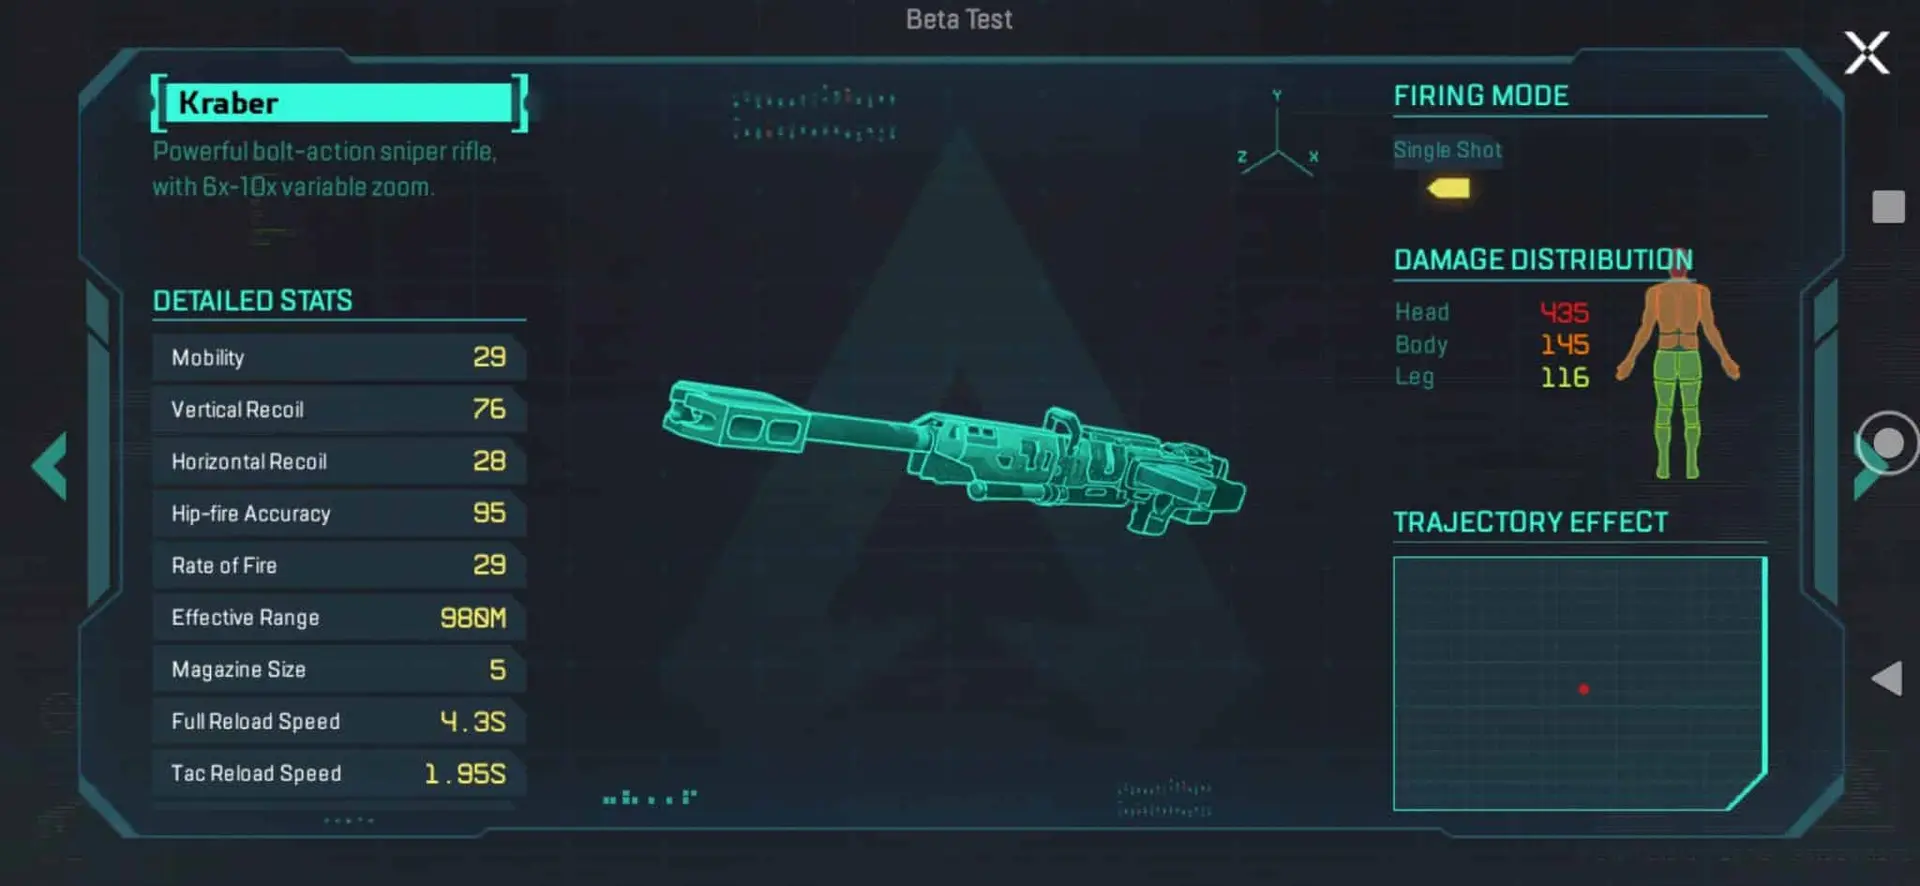 Beta Test
Kraber
Powerful bolt-action sniper rifle,
with 6x-10x variable zoom.
DETAILED STATS
Mobility 29
Vertical Recoil 76
Horizontal Recoil 28
Hip-fire Accuracy 95
Rate of Fire 29
Effective Range 980M
Magazine Size 5
Full Reload Speed 4.3S
Tac Reload Speed 1.95S
Y
Z X
FIRING MODE
Single Shot
DAMAGE DISTRIBUTION
Head 435
Body 145
Leg 116
TRAJECTORY EFFECT